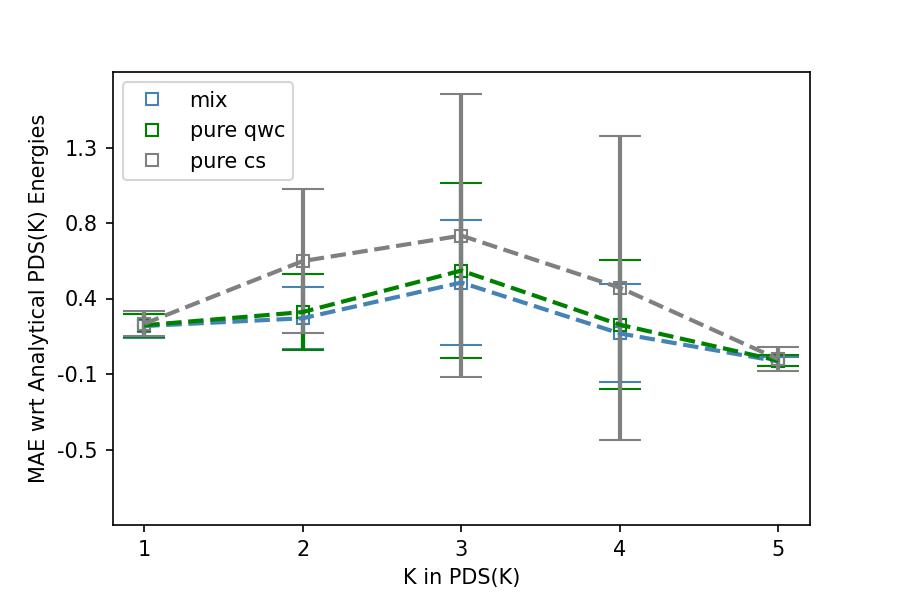 mix
pure qwc
pure cs
MAE wrt Analytical PDS(K) Energies
1.3
0.8
0.4
-0.1
-0.5
1 2 3 4 5
K in PDS(K)